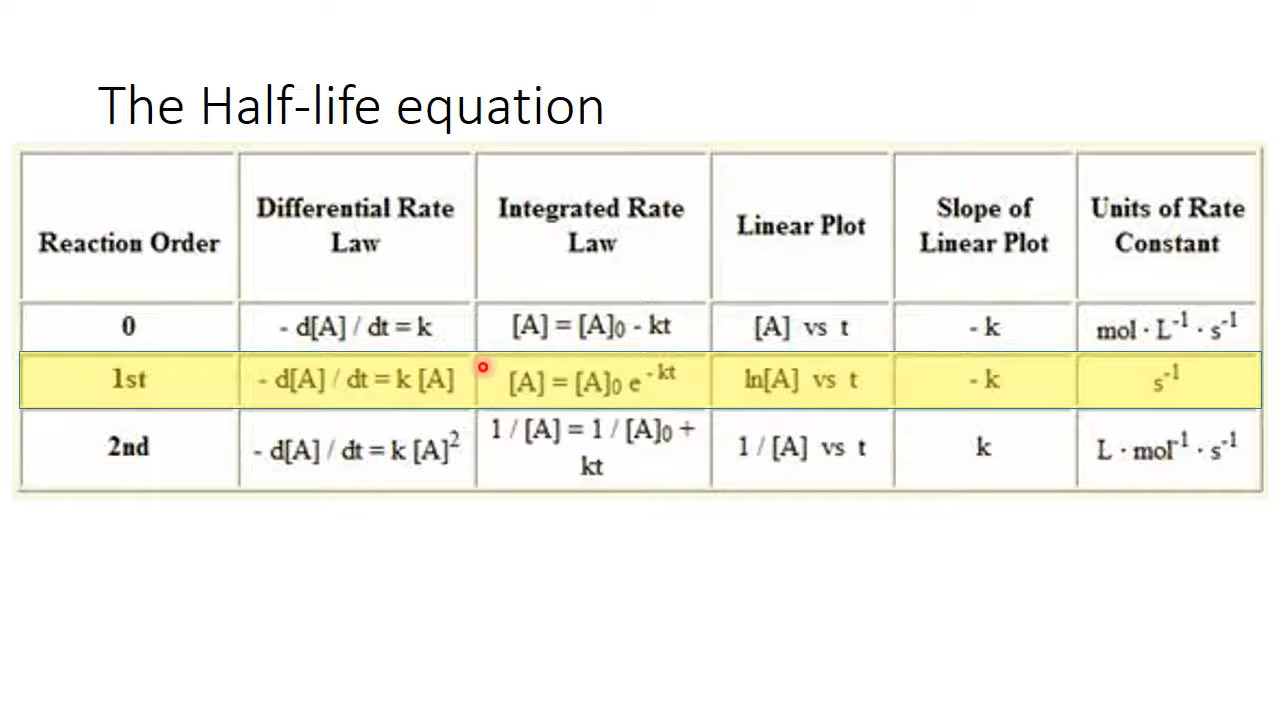 The Half-life equation
Reaction Order
Differential Rate
Law
Integrated Rate
Law
Linear Plot
Slope of
Linear Plot
Units of Rate
Constant
0
- d[A] / dt = k
[A] = [A]₀ - kt
[A] vs t
- k
mol · L⁻¹ · s⁻¹
1st
- d[A] / dt = k [A]
[A] = [A]₀ e⁻ᵏᵗ
ln[A] vs t
- k
s⁻¹
2nd
- d[A] / dt = k [A]²
1 / [A] = 1 / [A]₀ +
kt
1 / [A] vs t
k
L · mol⁻¹ · s⁻¹